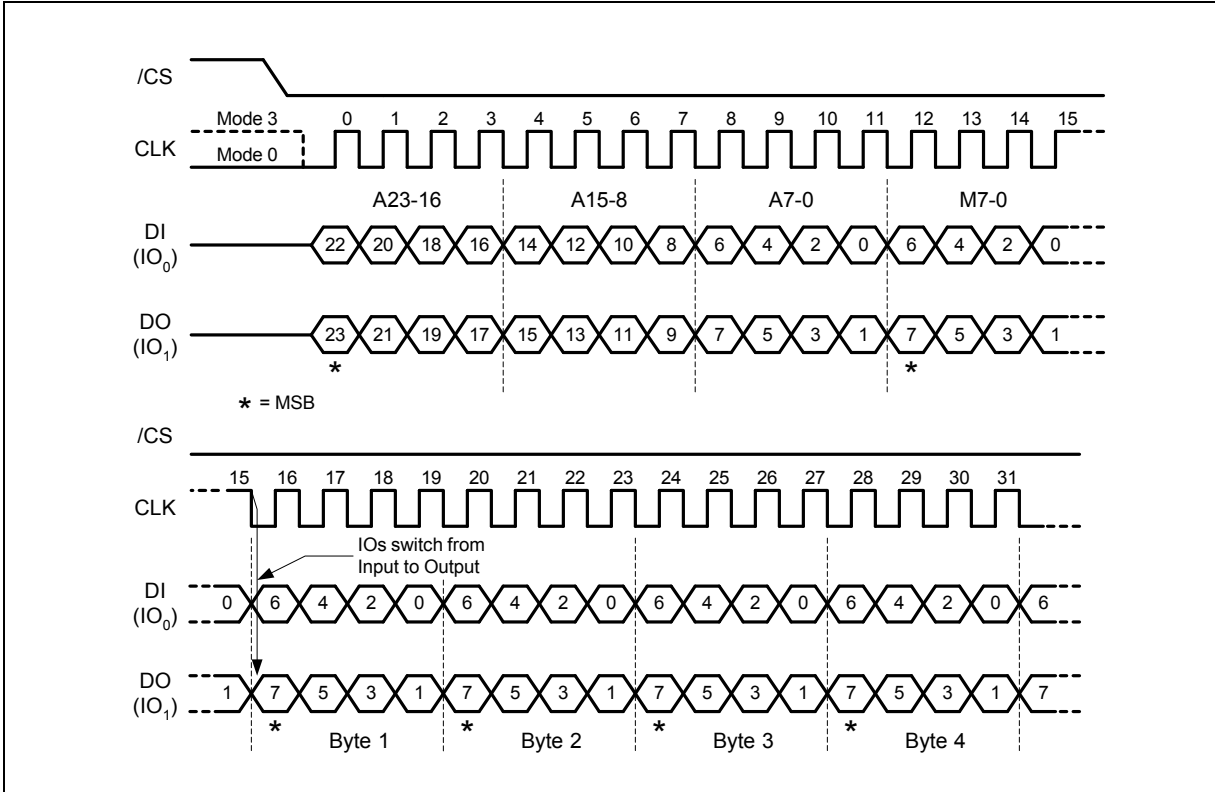 /CS
Mode 3 0 1 2 3 4 5 6 7 8 9 10 11 12 13 14 15
CLK
Mode 0
A23-16 A15-8 A7-0 M7-0
DI
(IO0)
22 20 18 16 14 12 10 8 6 4 2 0 6 4 2 0
DO
(IO1)
23 21 19 17 15 13 11 9 7 5 3 1 7 5 3 1
* *
* = MSB
/CS
15 16 17 18 19 20 21 22 23 24 25 26 27 28 29 30 31
CLK
IOs switch from
Input to Output
DI
(IO0)
0 6 4 2 0 6 4 2 0 6 4 2 0 6 4 2 0 6
DO
(IO1)
1 7 5 3 1 7 5 3 1 7 5 3 1 7 5 3 1 7
* * * *
Byte 1 Byte 2 Byte 3 Byte 4